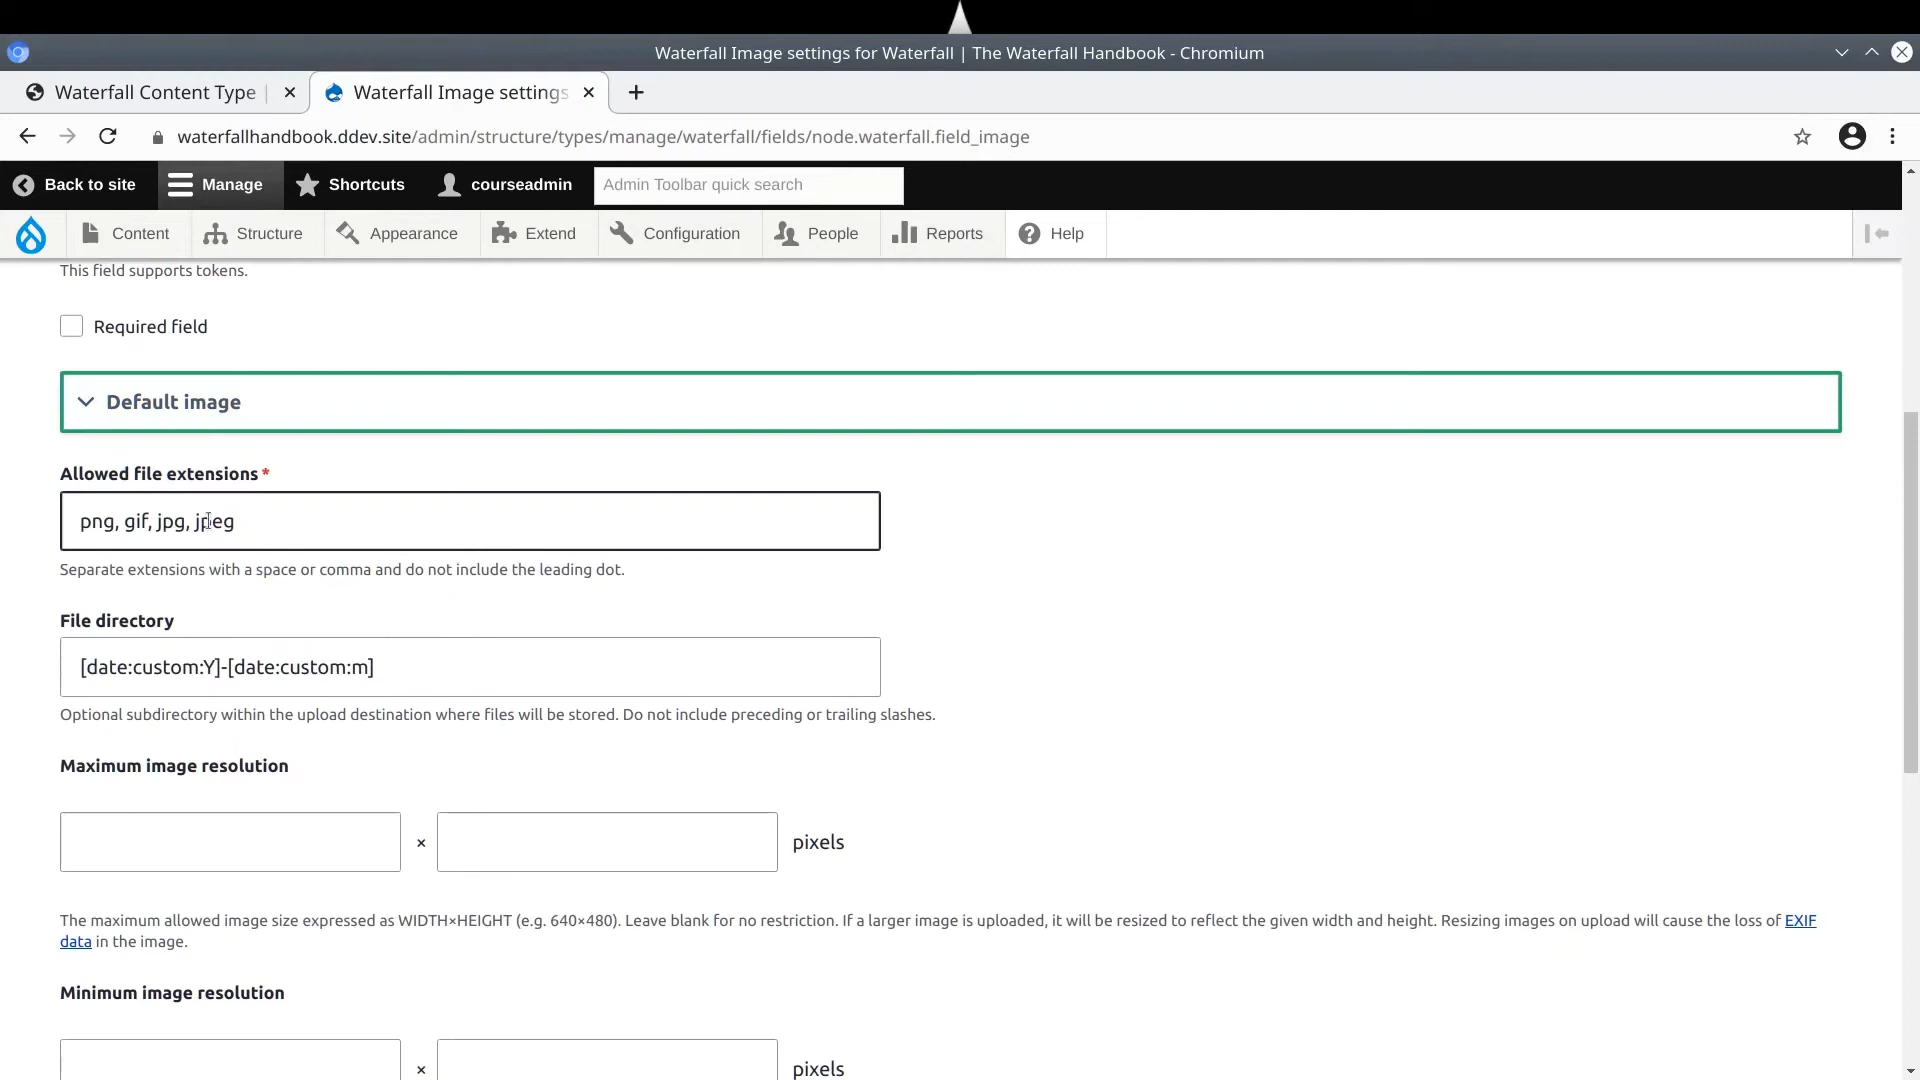 Waterfall Image settings for Waterfall | The Waterfall Handbook - Chromium
Waterfall Content Type |
Waterfall Image settings
waterfallhandbook.ddev.site/admin/structure/types/manage/waterfall/fields/node.waterfall.field_image
Back to site
Manage
Shortcuts
courseadmin
Admin Toolbar quick search
Content
Structure
Appearance
Extend
Configuration
People
Reports
Help
This field supports tokens.
Required field
Default image
Allowed file extensions *
png, gif, jpg, jpeg
Separate extensions with a space or comma and do not include the leading dot.
File directory
[date:custom:Y]-[date:custom:m]
Optional subdirectory within the upload destination where files will be stored. Do not include preceding or trailing slashes.
Maximum image resolution
× pixels
The maximum allowed image size expressed as WIDTH×HEIGHT (e.g. 640×480). Leave blank for no restriction. If a larger image is uploaded, it will be resized to reflect the given width and height. Resizing images on upload will cause the loss of EXIF
data in the image.
Minimum image resolution
× pixels